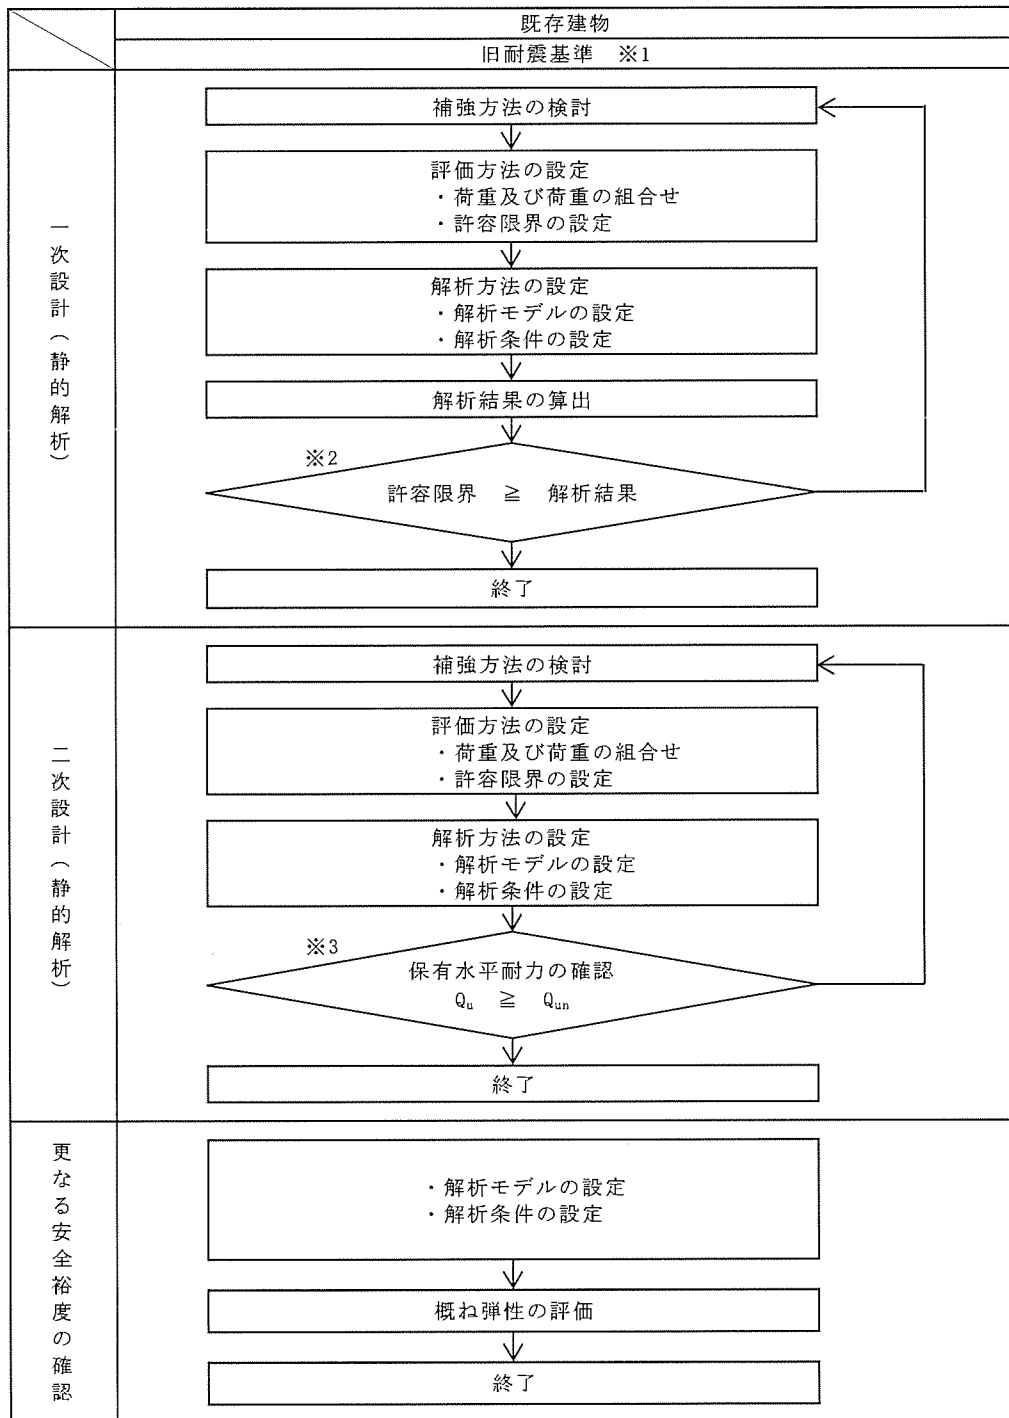 既存建物
旧耐震基準 ※1
一次設計（静的解析）
補強方法の検討
評価方法の設定
・荷重及び荷重の組合せ
・許容限界の設定
解析方法の設定
・解析モデルの設定
・解析条件の設定
解析結果の算出
※2
許容限界 ≧ 解析結果
終了
二次設計（静的解析）
補強方法の検討
評価方法の設定
・荷重及び荷重の組合せ
・許容限界の設定
解析方法の設定
・解析モデルの設定
・解析条件の設定
※3
保有水平耐力の確認
Qu ≧ Qun
終了
更なる安全裕度の確認
・解析モデルの設定
・解析条件の設定
概ね弾性の評価
終了